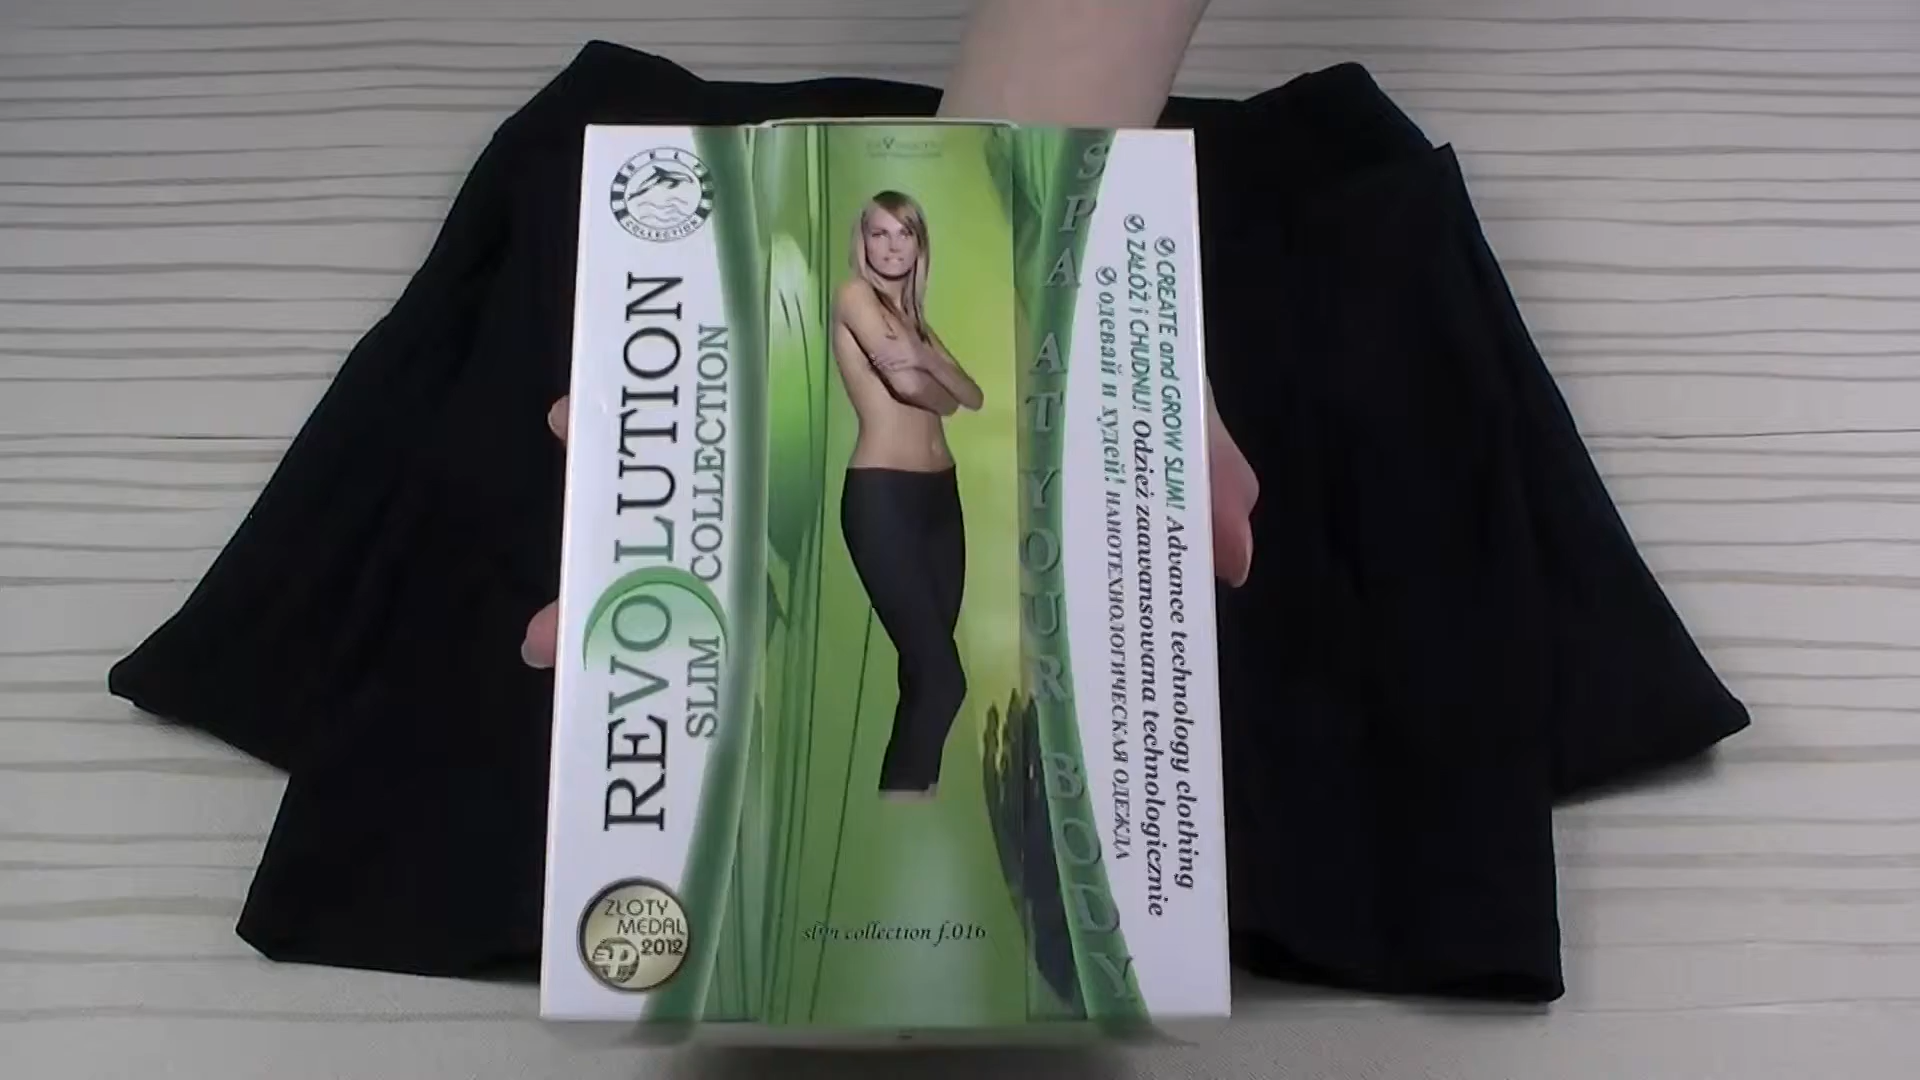 SELF
COLLECTION
REVOLUTION
SLIM COLLECTION
ZŁOTY
MEDAL
2012
slim collection f.016
SPA AT YOUR BODY
CREATE and GROW SLIM! Advance technology clothing
ZAŁÓŻ i CHUDNIJ! Odzież zaawansowana technologicznie
одевай и худей! НАНОТЕХНОЛОГИЧЕСКАЯ ОДЕЖДА